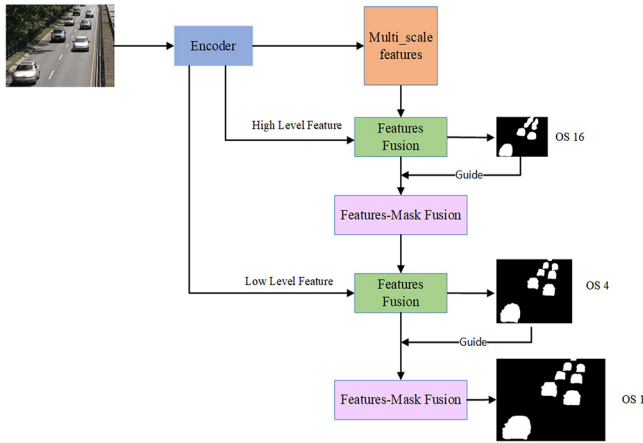 Encoder
Multi_scale
features
High Level Feature
Features
Fusion
OS 16
Guide
Features-Mask Fusion
Low Level Feature
Features
Fusion
OS 4
Guide
Features-Mask Fusion
OS 1